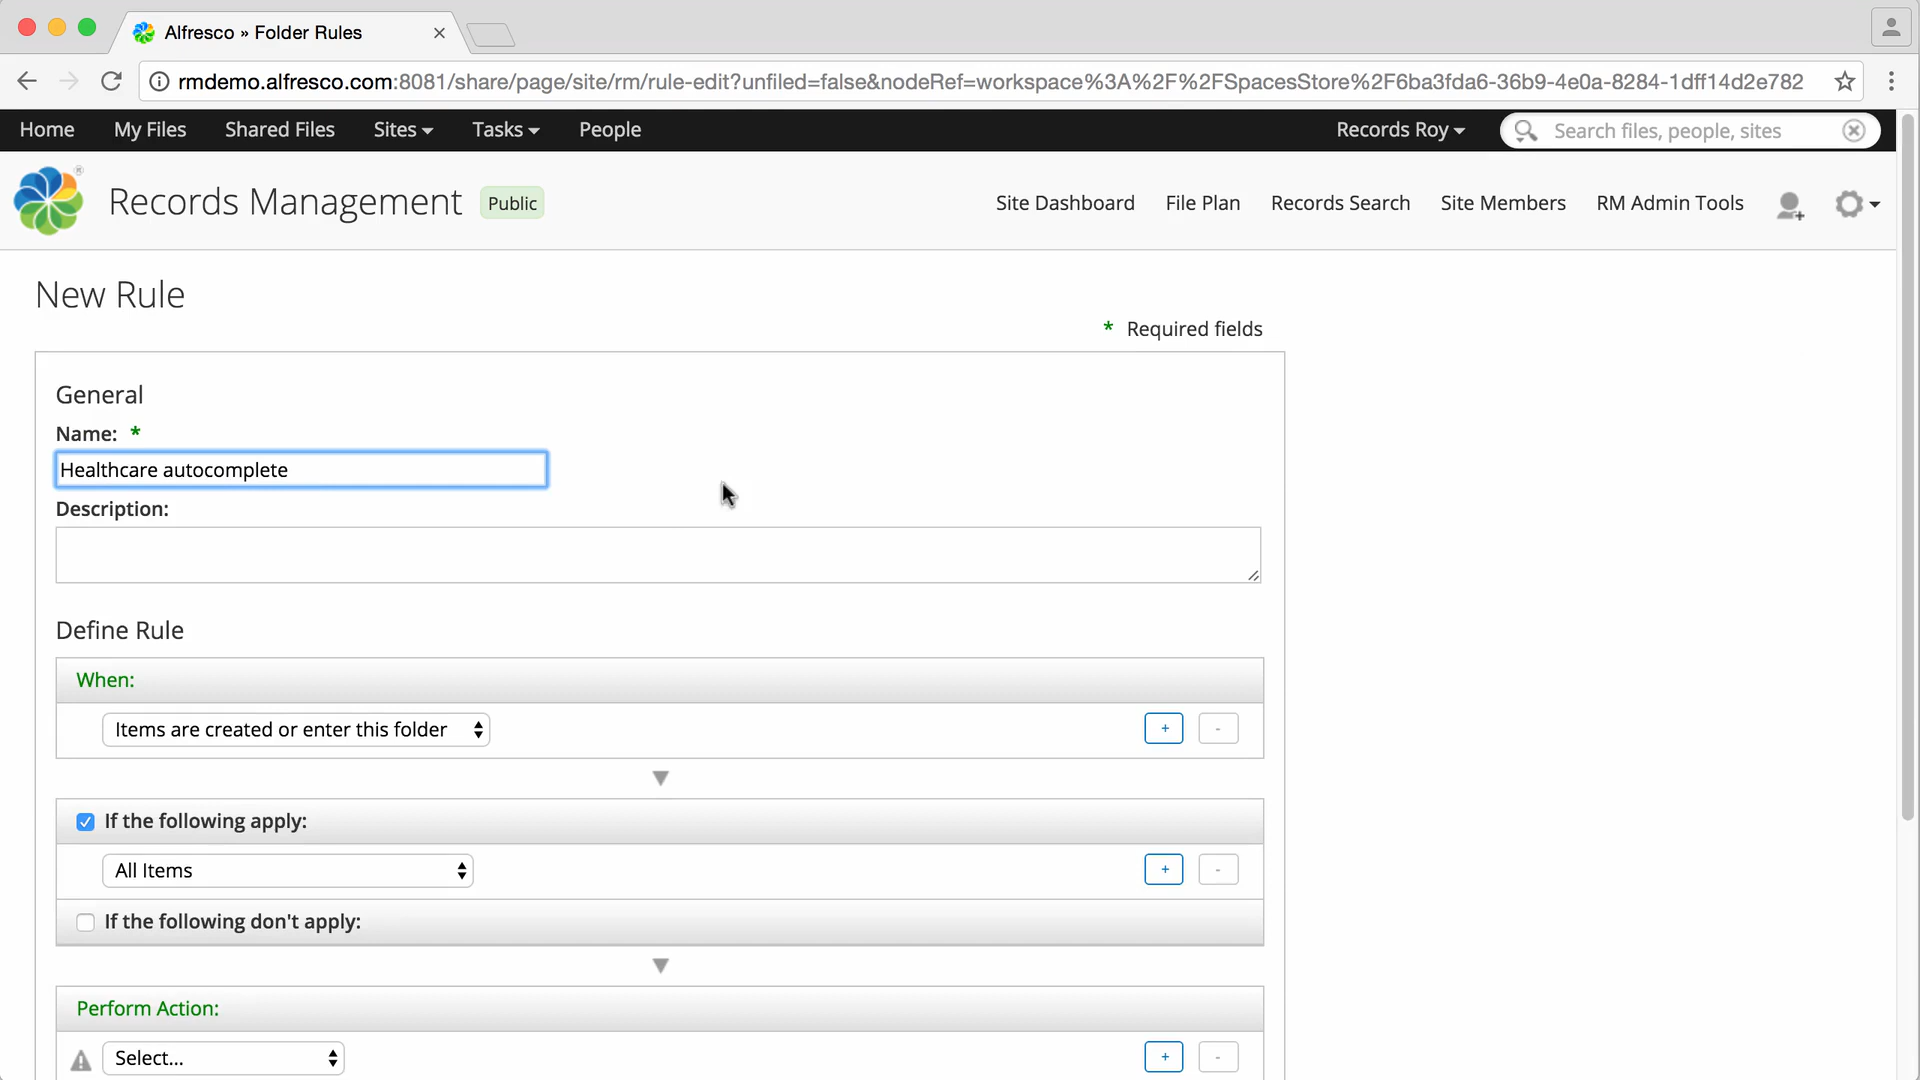 Alfresco » Folder Rules
rmdemo.alfresco.com:8081/share/page/site/rm/rule-edit?unfiled=false&nodeRef=workspace%3A%2F%2FSpacesStore%2F6ba3fda6-36b9-4e0a-8284-1dff14d2e782
Home My Files Shared Files Sites Tasks People Records Roy Search files, people, sites
Records Management Public Site Dashboard File Plan Records Search Site Members RM Admin Tools
New Rule
* Required fields
General
Name: *
Healthcare autocomplete
Description:
Define Rule
When:
Items are created or enter this folder + -
If the following apply:
All Items + -
If the following don't apply:
Perform Action:
Select... + -